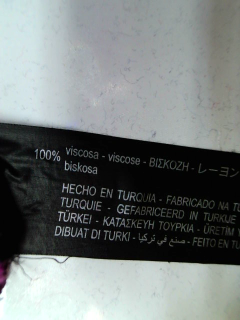 100% viscosa - viscose - ΒΙΣΚΟΖΗ - レーヨン
biskosa
HECHO EN TURQUIA - FABRICADO NA
TURQUIE - GEFABRICEERD IN TURKIJE
TÜRKEI - ΚΑΤΑΣΚΕΥΗ ΤΟΥΡΚΙΑ - ÜRETİM
DIBUAT DI TURKI - صنع في تركيا - FEITO EN